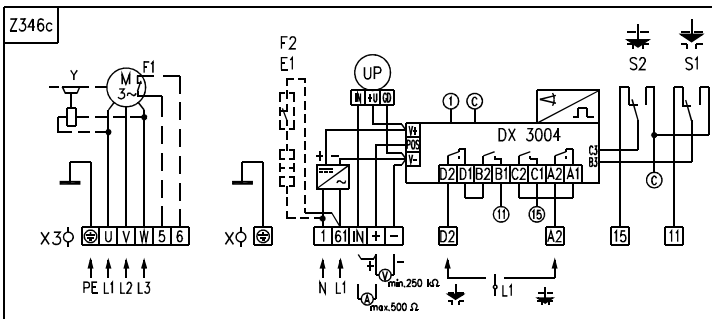 Z346c
F2
E1
S2
S1
Y
M
3~
F1
UP
IN +U GD
1
C
V+
POS
V-
DX 3004
C3
B3
+ -
D2 D1 B2 B1 C2 C1 A2 A1
11
15
C
X3
U V W 5 6
X
1 61 IN + -
D2
A2
15
11
PE L1 L2 L3
N L1
+ -
V
min.250 kΩ
A
max.500 Ω
L1